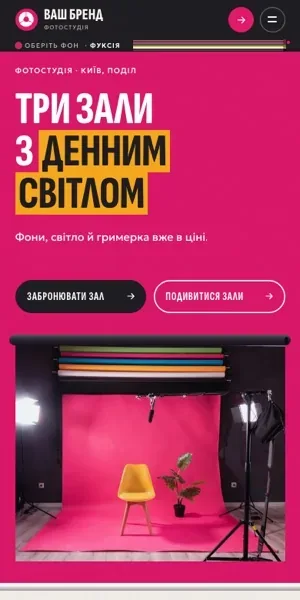 ВАШ БРЕНД
ФОТОСТУДІЯ
ОБЕРІТЬ ФОН · ФУКСІЯ
ФОТОСТУДІЯ · КИЇВ, ПОДІЛ
ТРИ ЗАЛИ
З ДЕННИМ
СВІТЛОМ
Фони, світло й гримерка вже в ціні.
ЗАБРОНЮВАТИ ЗАЛ →
ПОДИВИТИСЯ ЗАЛИ →